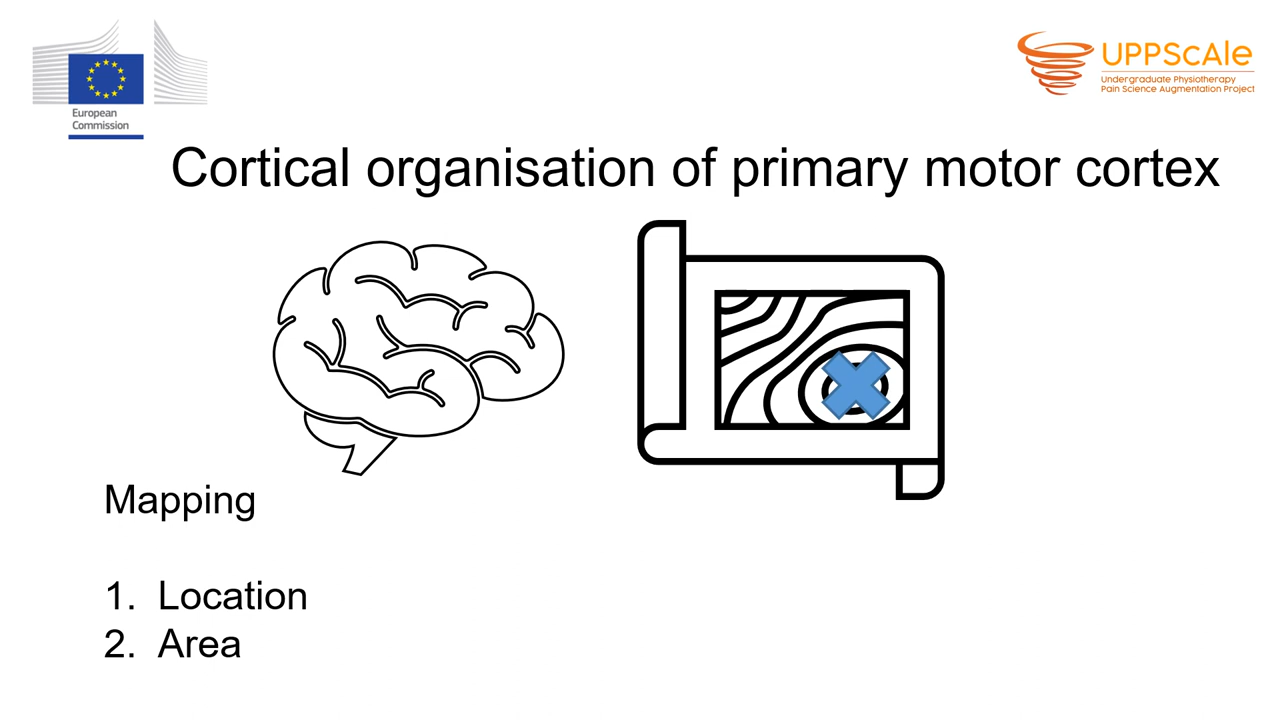 European
Commission
UPPScale
Undergraduate Physiotherapy
Pain Science Augmentation Project
Cortical organisation of primary motor cortex
Mapping
1. Location
2. Area